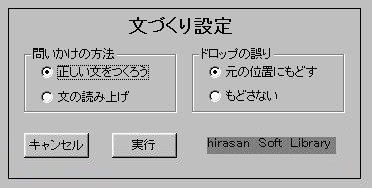 文づくり設定
問いかけの方法
正しい文をつくろう
文の読み上げ
ドロップの誤り
元の位置にもどす
もどさない
キャンセル
実行
hirasan Soft Library